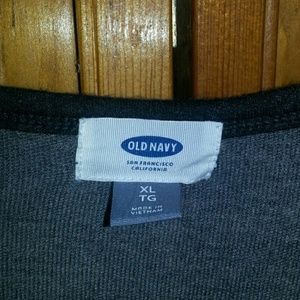 OLD NAVY
SAN FRANCISCO
CALIFORNIA
XL
TG
MADE IN
VIETNAM